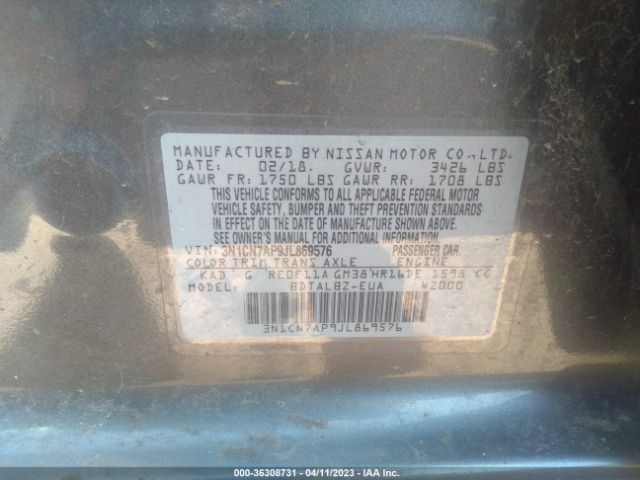 MANUFACTURED BY NISSAN MOTOR CO., LTD.
DATE: 02/18. GVWR: 3426 LBS
GAWR FR: 1750 LBS GAWR RR: 1708 LBS
THIS VEHICLE CONFORMS TO ALL APPLICABLE FEDERAL MOTOR
VEHICLE SAFETY, BUMPER AND THEFT PREVENTION STANDARDS
IN EFFECT ON THE DATE OF MANUFACTURE SHOWN ABOVE.
SEE OWNER'S MANUAL
VIN: 3N1CN7AP9JL869576 PASSENGER CAR
COLOR TRIM TRANS AXLE ENGINE
KAD G RE0F11A GM38 HR16DE 1598 CC
MODEL: BDTALBZ-EUA 42000
3N1CN7AP9JL869576
000-36308731 - 04/11/2023 - IAA Inc.